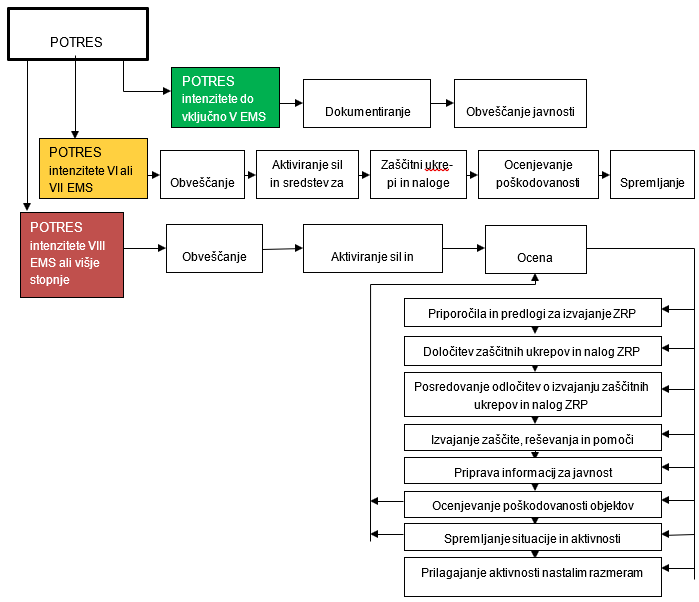 POTRES
POTRES
intenzitete do
vključno V EMS
Dokumentiranje
Obveščanje javnosti
POTRES
intenzitete VI ali
VII EMS
Obveščanje
Aktiviranje sil
in sredstev za
Zaščitni ukre-
pi in naloge
Ocenjevanje
poškodovanosti
Spremljanje
POTRES
intenzitete VIII
EMS ali višje
stopnje
Obveščanje
Aktiviranje sil in
Ocena
Priporočila in predlogi za izvajanje ZRP
Določitev zaščitnih ukrepov in nalog ZRP
Posredovanje odločitev o izvajanju zaščitnih
ukrepov in nalog ZRP
Izvajanje zaščite, reševanja in pomoči
Priprava informacij za javnost
Ocenjevanje poškodovanosti objektov
Spremljanje situacije in aktivnosti
Prilagajanje aktivnosti nastalim razmeram